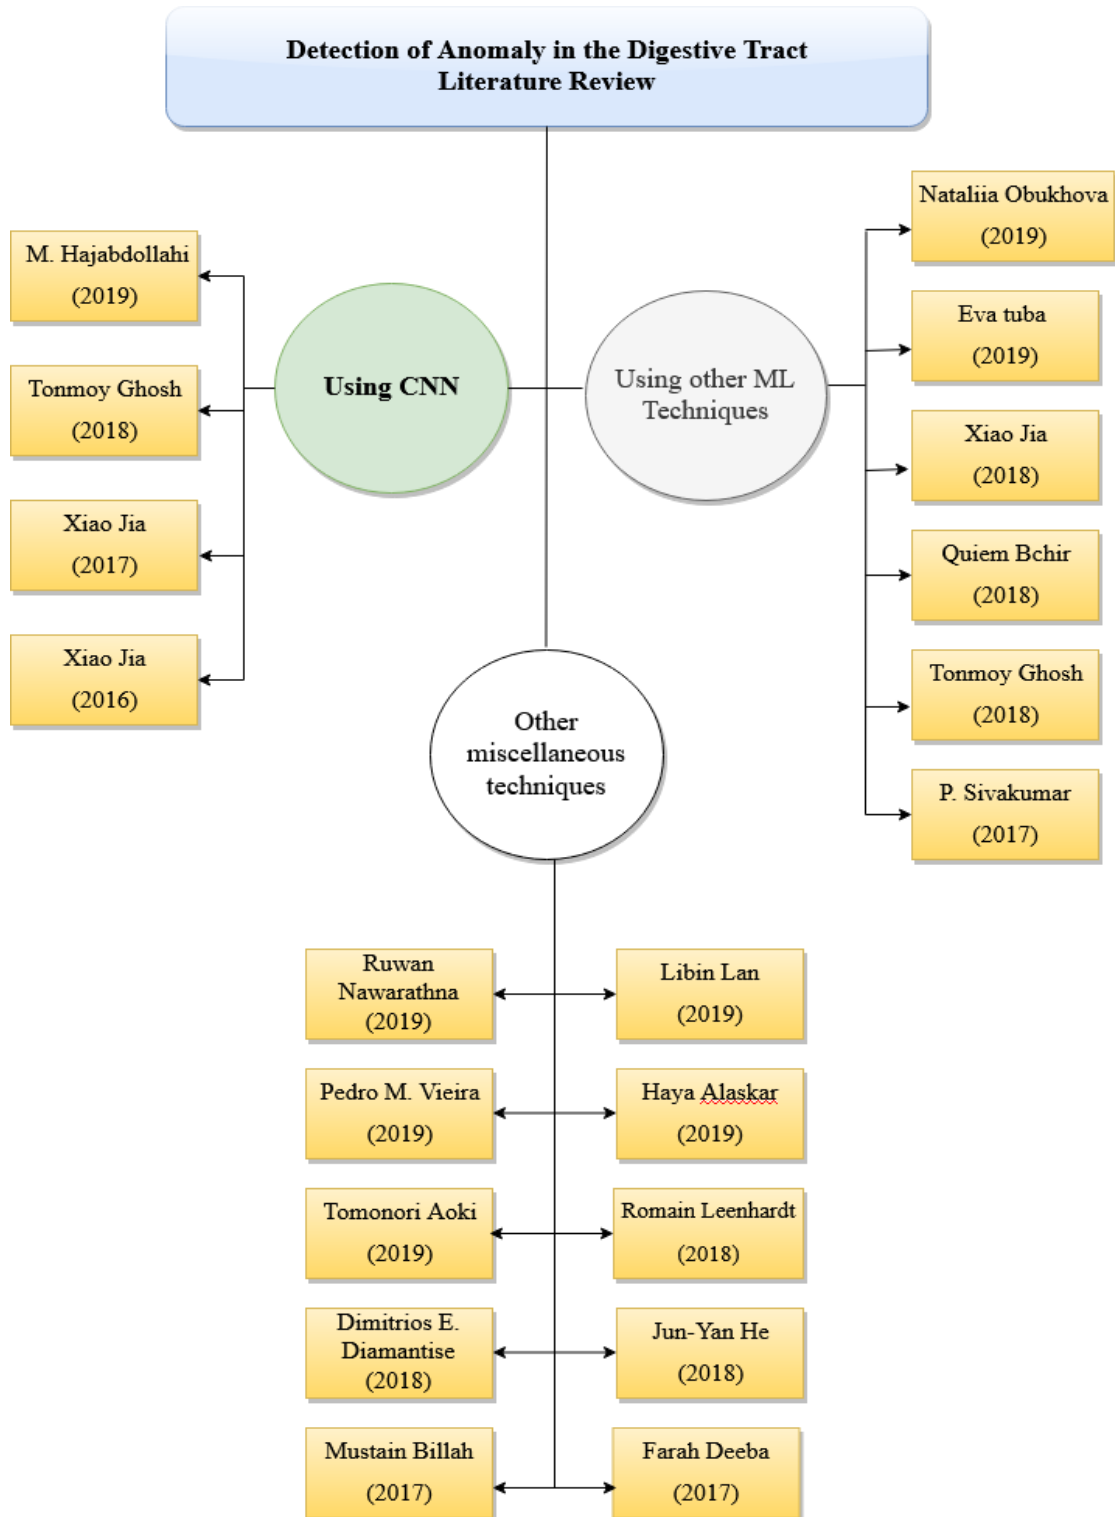 Detection of Anomaly in the Digestive Tract
Literature Review
Using CNN
M. Hajabdollahi
(2019)
Tonmoy Ghosh
(2018)
Xiao Jia
(2017)
Xiao Jia
(2016)
Using other ML
Techniques
Nataliia Obukhova
(2019)
Eva tuba
(2019)
Xiao Jia
(2018)
Quiem Bchir
(2018)
Tonmoy Ghosh
(2018)
P. Sivakumar
(2017)
Other
miscellaneous
techniques
Ruwan
Nawarathna
(2019)
Libin Lan
(2019)
Pedro M. Vieira
(2019)
Haya Alaskar
(2019)
Tomonori Aoki
(2019)
Romain Leenhardt
(2018)
Dimitrios E.
Diamantise
(2018)
Jun-Yan He
(2018)
Mustain Billah
(2017)
Farah Deeba
(2017)